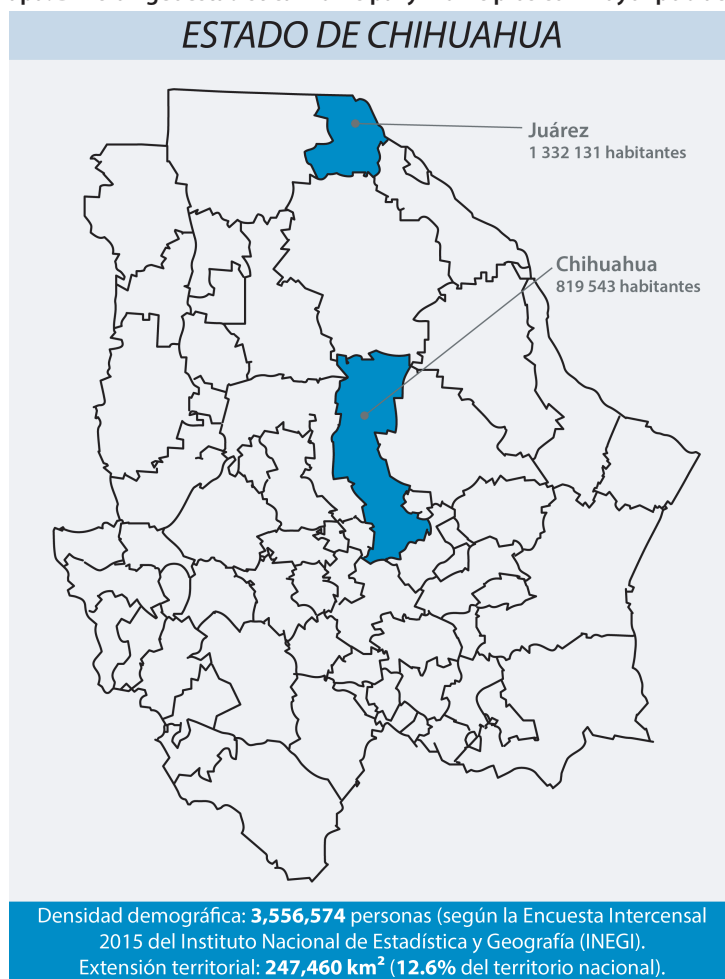 ESTADO DE CHIHUAHUA
Juárez
1 332 131 habitantes
Chihuahua
819 543 habitantes
Densidad demográfica: 3,556,574 personas (según la Encuesta Intercensal
2015 del Instituto Nacional de Estadística y Geografía (INEGI).
Extensión territorial: 247,460 km² (12.6% del territorio nacional).